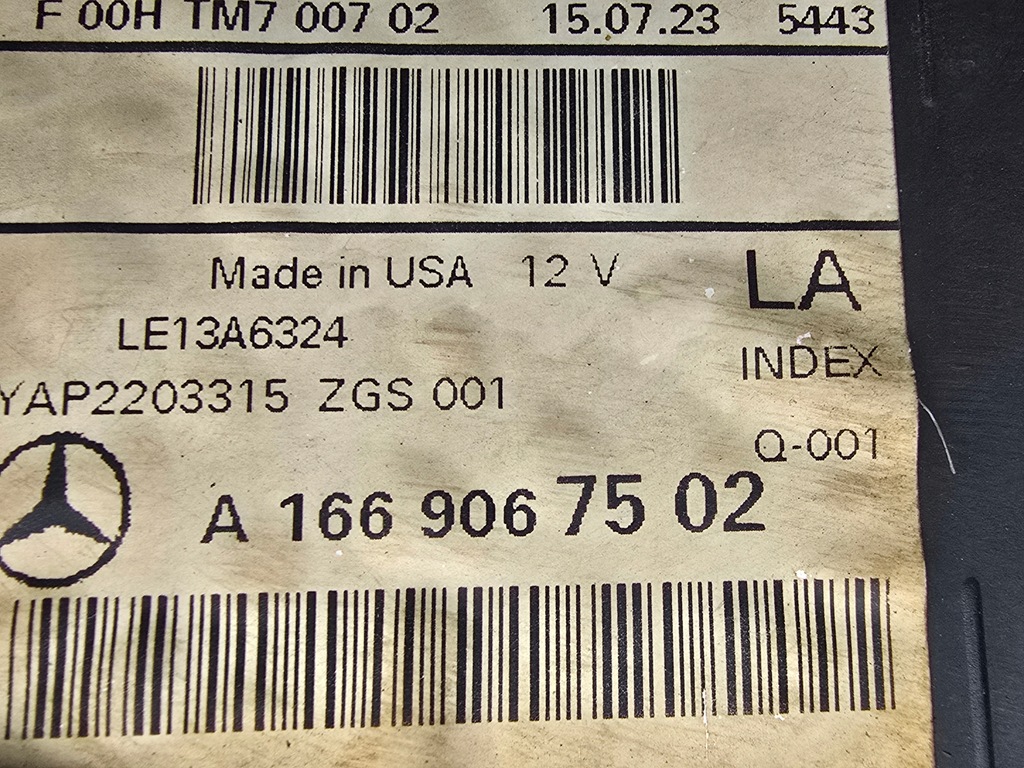 F 00H TM7 007 02 15.07.23 5443
Made in USA 12 V LA
LE13A6324
INDEX
YAP2203315 ZGS 001
Q-001
A 166 906 75 02